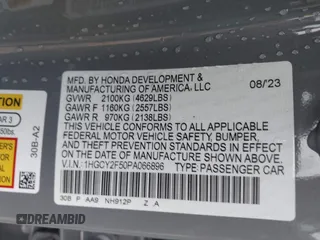 MFD. BY HONDA DEVELOPMENT &
MANUFACTURING OF AMERICA, LLC
08/23
GVWR 2100KG (4629LBS)
GAWR F 1160KG (2557LBS)
GAWR R 970KG (2138LBS)
THIS VEHICLE CONFORMS TO ALL APPLICABLE
FEDERAL MOTOR VEHICLE SAFETY, BUMPER,
AND THEFT PREVENTION STANDARDS IN EFFECT
ON THE DATE OF MANUFACTURE SHOWN ABOVE.
V.I.N.: 1HGCY2F50PA066896 TYPE: PASSENGER CAR
30B P AA9 NH912P Z A
30B-A2
DREAMBID